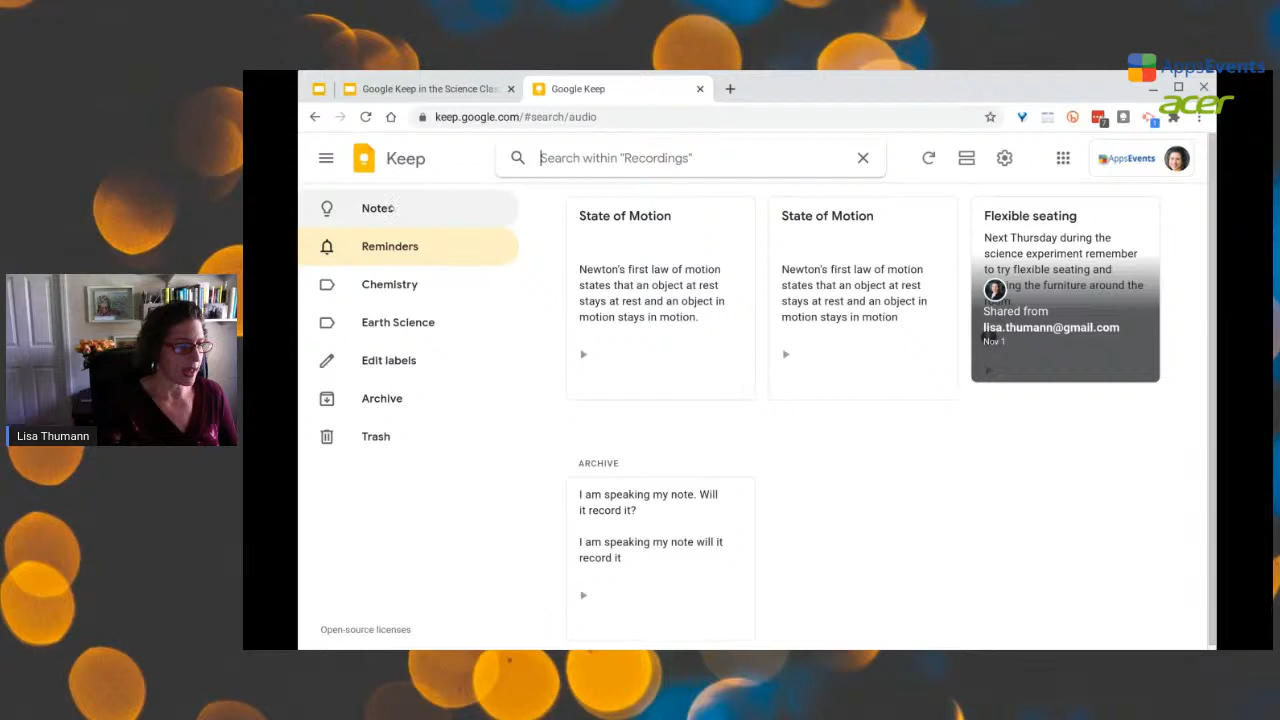 AppsEvents
acer
Google Keep in the Science Clas
Google Keep
keep.google.com/#search/audio
7
1
Keep
Search within "Recordings"
AppsEvents
Notes
Reminders
Chemistry
Earth Science
Edit labels
Archive
Trash
Open-source licenses
State of Motion
Newton's first law of motion
states that an object at rest
stays at rest and an object in
motion stays in motion.
State of Motion
Newton's first law of motion
states that an object at rest
stays at rest and an object in
motion stays in motion
Flexible seating
Next Thursday during the
science experiment remember
to try flexible seating and
the furniture around the
room
Shared from
lisa.thumann@gmail.com
Nov 1
ARCHIVE
I am speaking my note. Will
it record it?
I am speaking my note will it
record it
Lisa Thumann